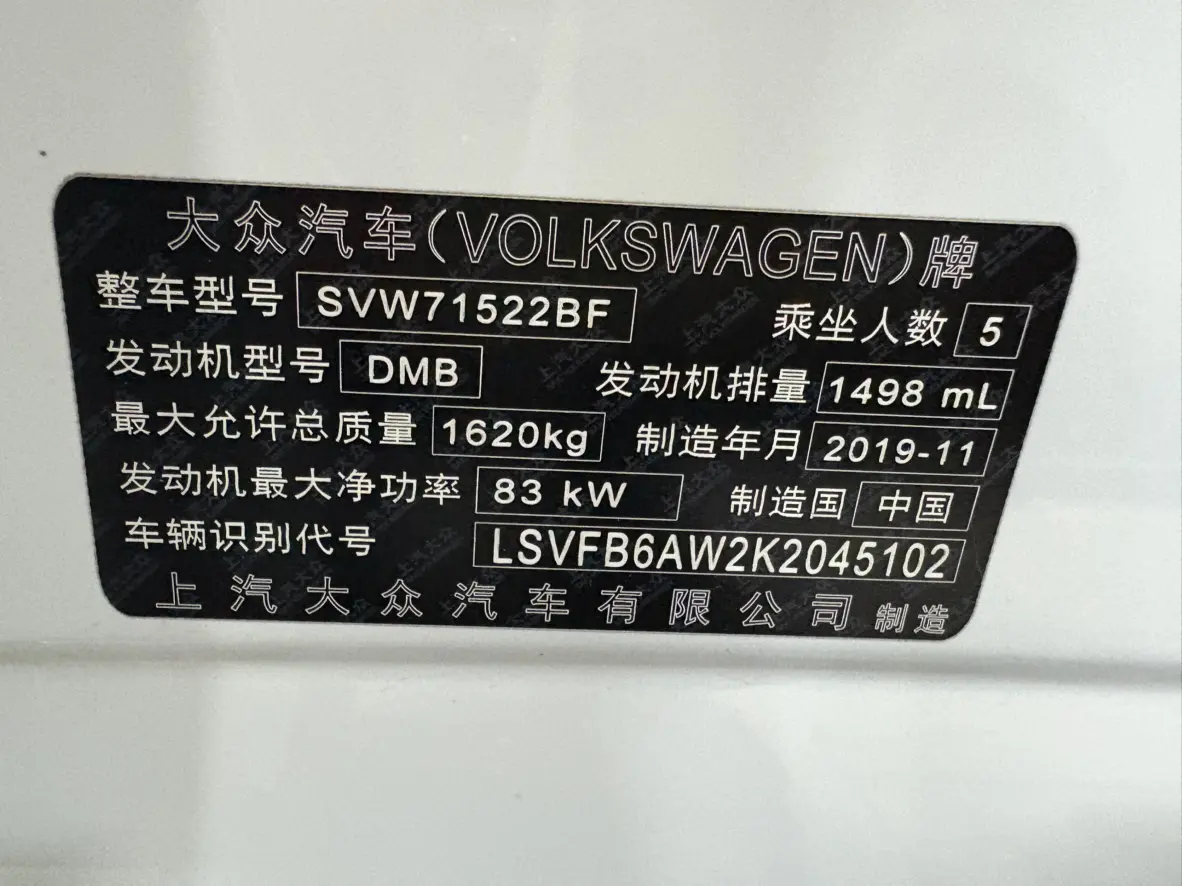 大众汽车(VOLKSWAGEN)牌
整车型号 SVW71522BF 乘坐人数 5
发动机型号 DMB 发动机排量 1498 mL
最大允许总质量 1620kg 制造年月 2019-11
发动机最大净功率 83 kW 制造国 中国
车辆识别代号 LSVFB6AW2K2045102
上汽大众汽车有限公司 制造